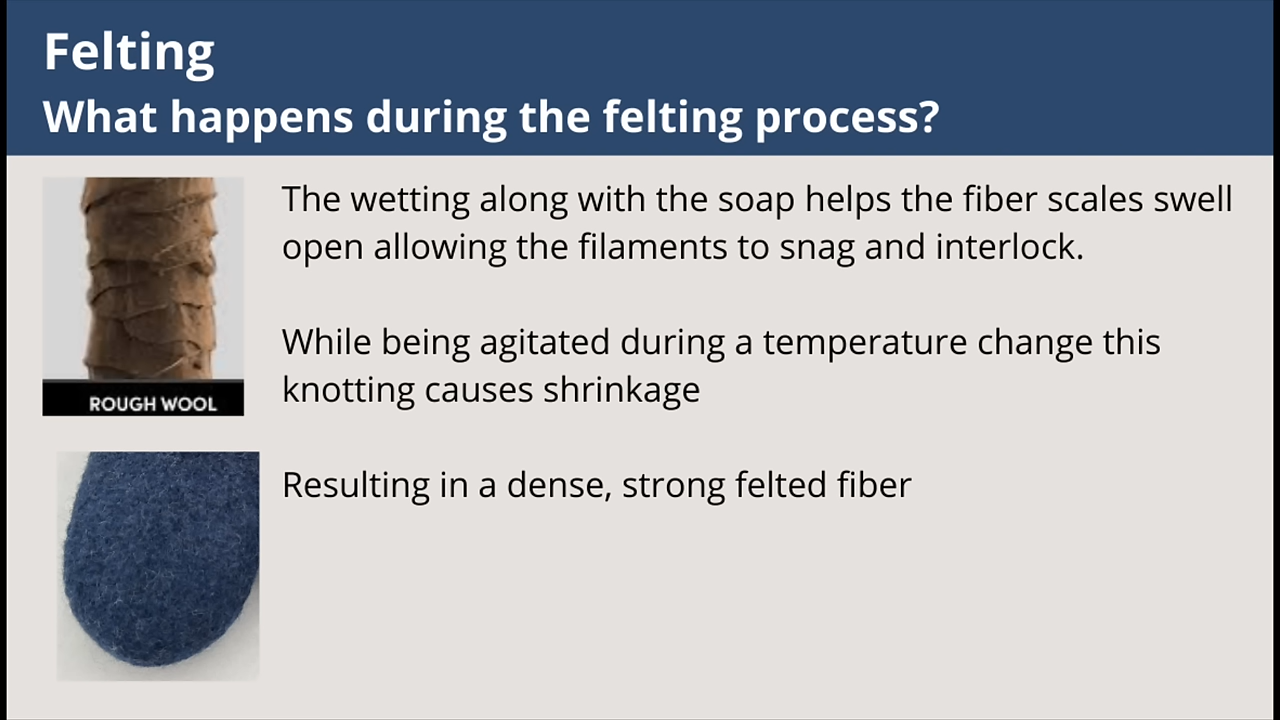 Felting
What happens during the felting process?
The wetting along with the soap helps the fiber scales swell
open allowing the filaments to snag and interlock.
While being agitated during a temperature change this
knotting causes shrinkage
ROUGH WOOL
Resulting in a dense, strong felted fiber